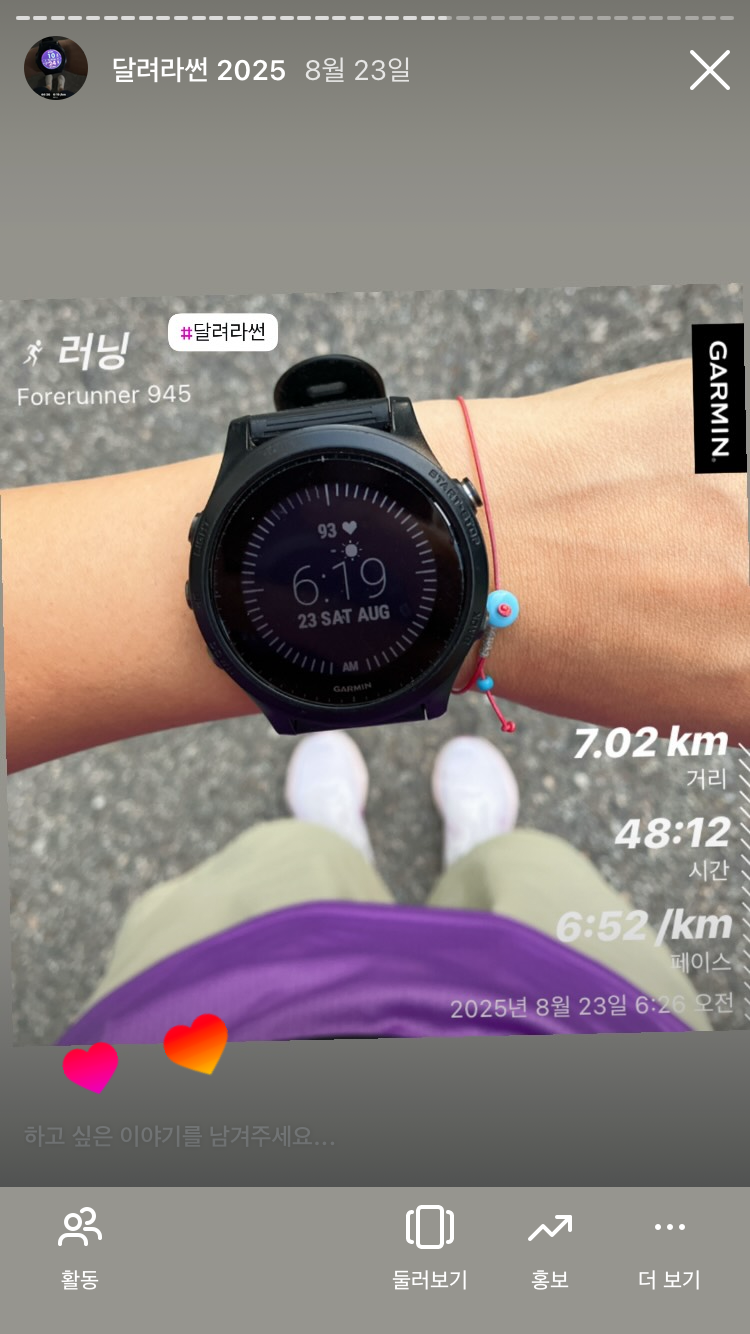 달려라썬 2025 8월 23일
#달려라썬
러닝
Forerunner 945
GARMIN
START·STOP
LIGHT
93
6:19
23 SAT AUG
AM
GARMIN
7.02 km
거리
48:12
시간
6:52 /km
페이스
2025년 8월 23일 6:26 오전
하고 싶은 이야기를 남겨주세요...
활동
둘러보기
홍보
더 보기